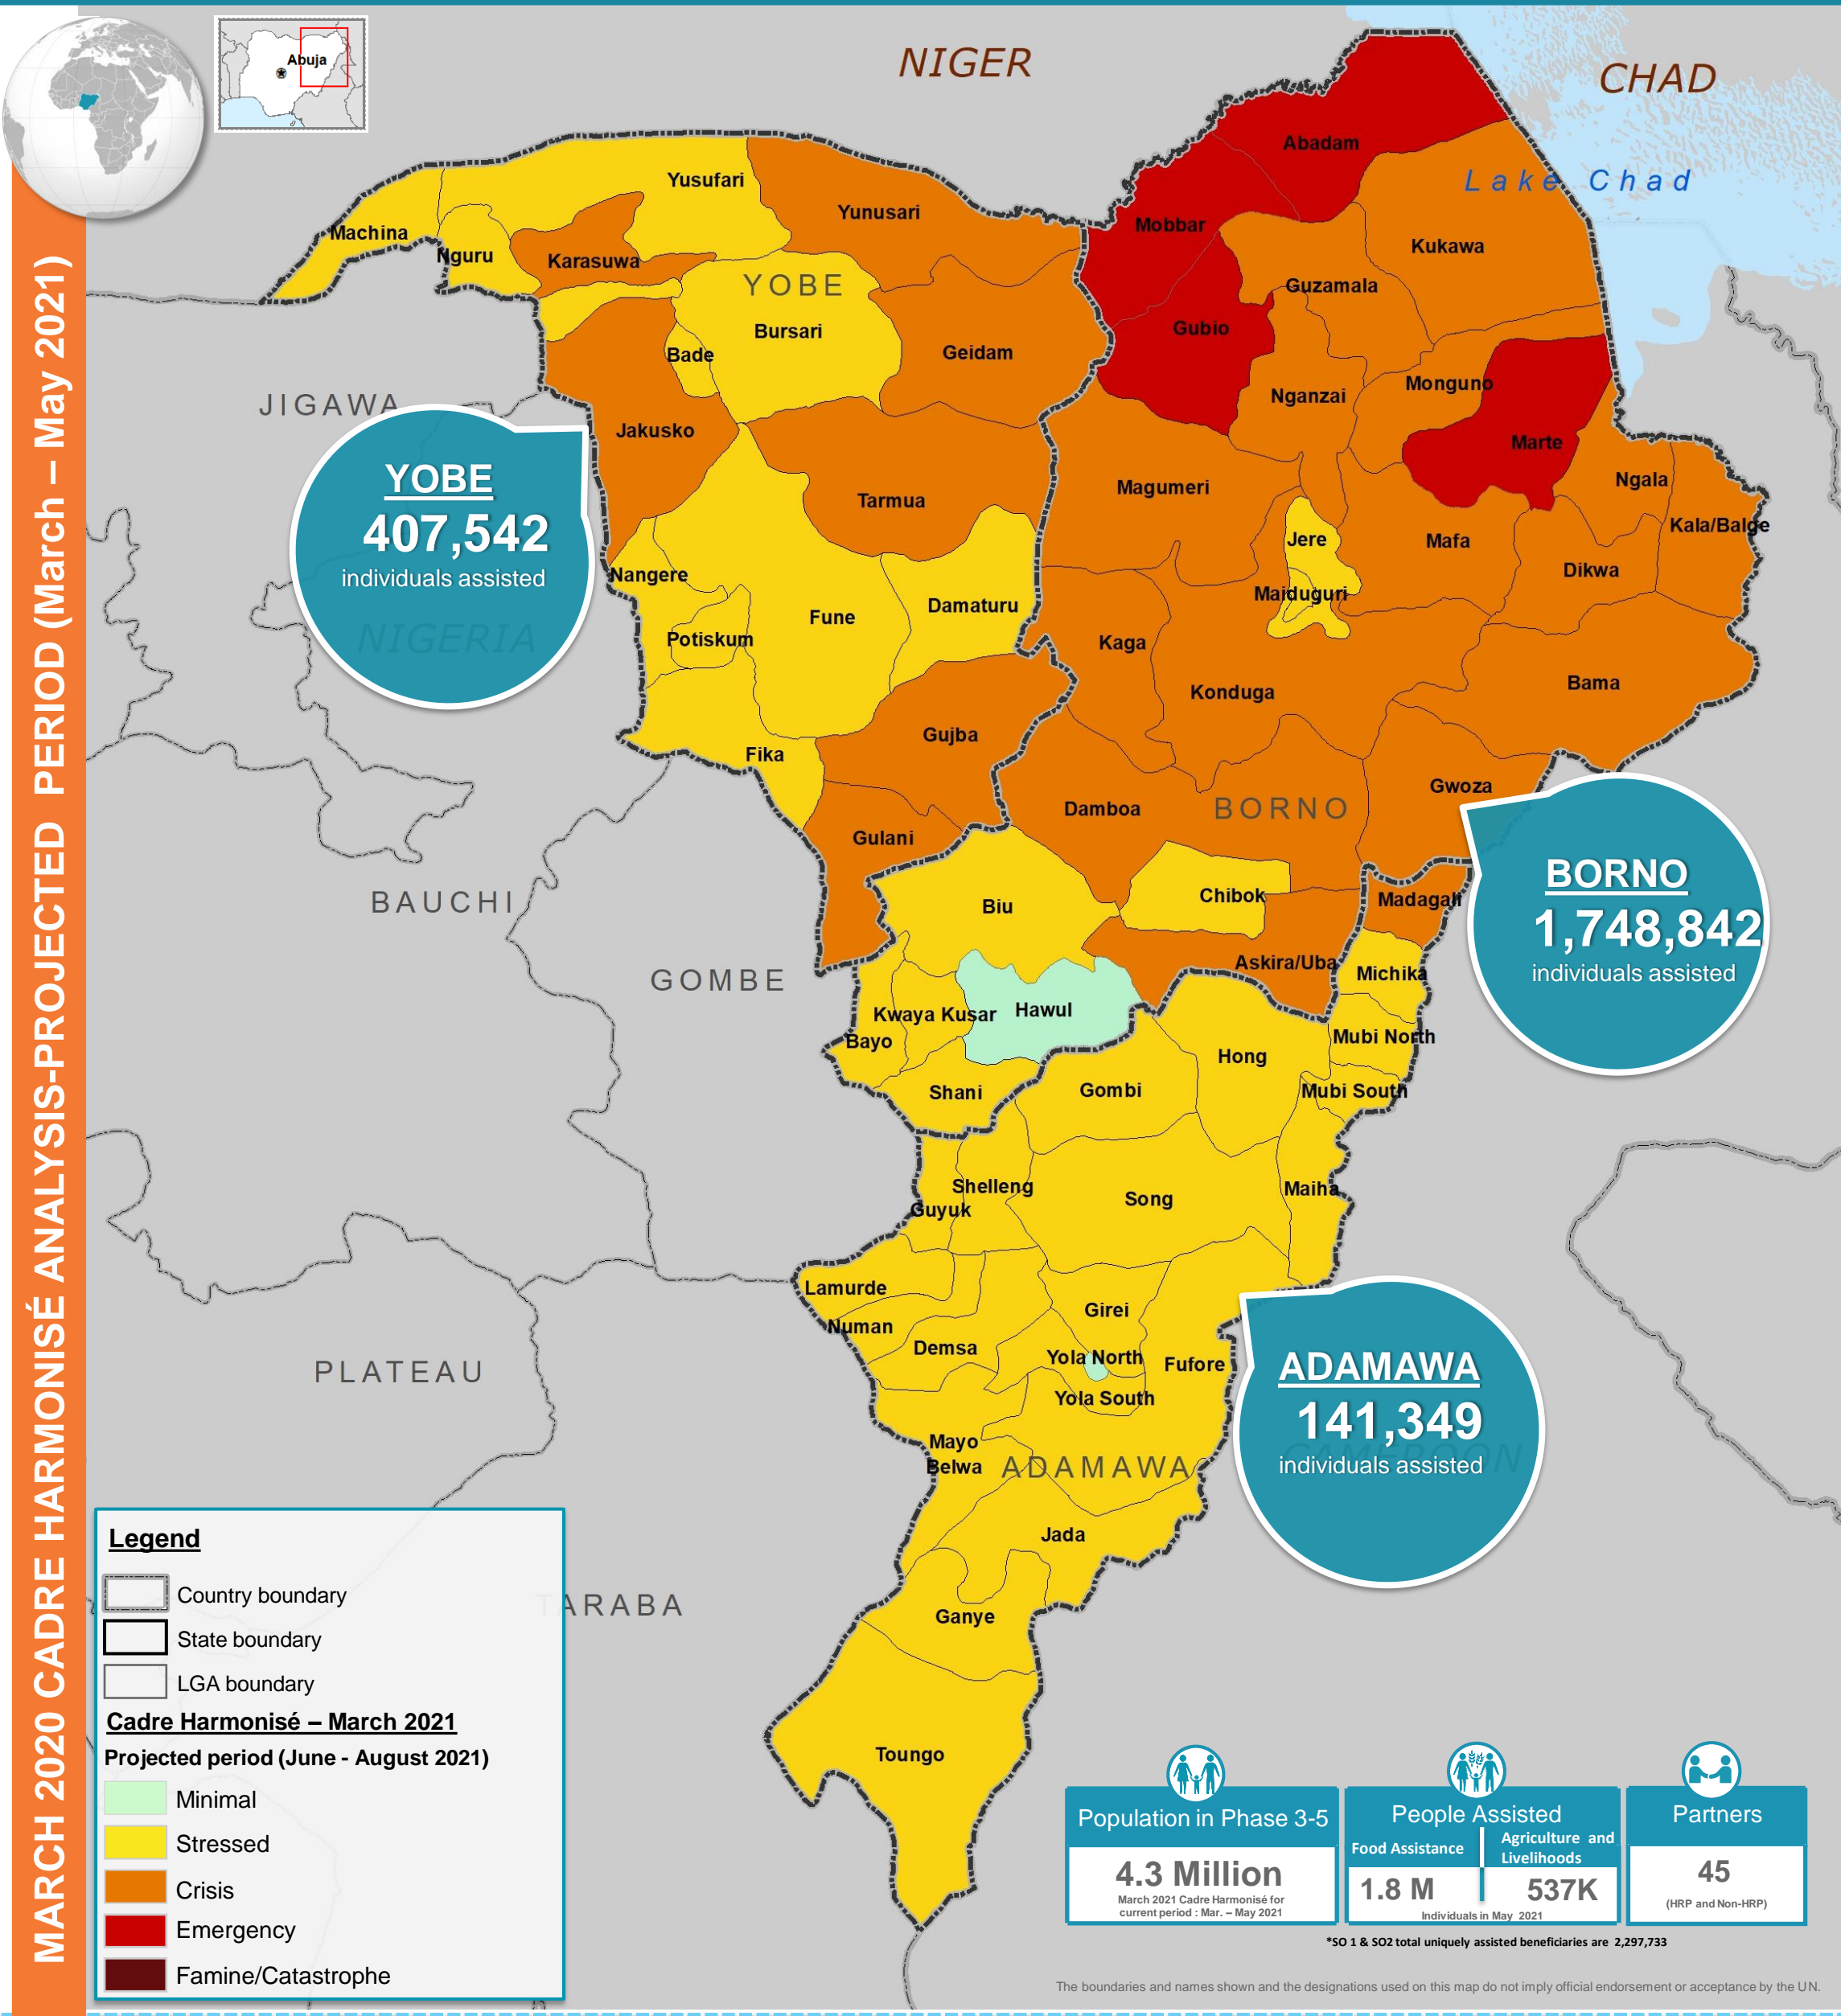 MARCH 2020 CADRE HARMONISÉ ANALYSIS-PROJECTED PERIOD (March – May 2021)
Abuja
NIGER
CHAD
Lake Chad
Abadam
Mobbar
Kukawa
Guzamala
Gubio
Yusufari
Yunusari
Machina
Nguru
Karasuwa
YOBE
Bursari
Bade
Geidam
Monguno
Nganzai
Marte
JIGAWA
Jakusko
Tarmua
Magumeri
Ngala
Kala/Balge
Jere
Mafa
Dikwa
Maiduguri
YOBE
407,542
individuals assisted
NIGERIA
Nangere
Fune
Damaturu
Potiskum
Kaga
Konduga
Bama
Gujba
Fika
Gwoza
Damboa
BORNO
Gulani
BAUCHI
Biu
Chibok
Madagali
BORNO
1,748,842
individuals assisted
GOMBE
Askira/Uba
Michika
Kwaya Kusar
Hawul
Bayo
Mubi North
Hong
Shani
Gombi
Mubi South
Shelleng
Song
Maiha
Guyuk
Lamurde
Numan
Girei
Demsa
Yola North
Fufore
Yola South
PLATEAU
ADAMAWA
141,349
individuals assisted
CAMEROON
Mayo
Belwa
ADAMAWA
Jada
TARABA
Ganye
Toungo
Legend
Country boundary
State boundary
LGA boundary
Cadre Harmonisé – March 2021
Projected period (June - August 2021)
Minimal
Stressed
Crisis
Emergency
Famine/Catastrophe
Population in Phase 3-5
4.3 Million
March 2021 Cadre Harmonisé for
current period : Mar. – May 2021
People Assisted
Food Assistance
Agriculture and
Livelihoods
1.8 M
537K
Individuals in May 2021
Partners
45
(HRP and Non-HRP)
*SO 1 & SO2 total uniquely assisted beneficiaries are 2,297,733
The boundaries and names shown and the designations used on this map do not imply official endorsement or acceptance by the UN.